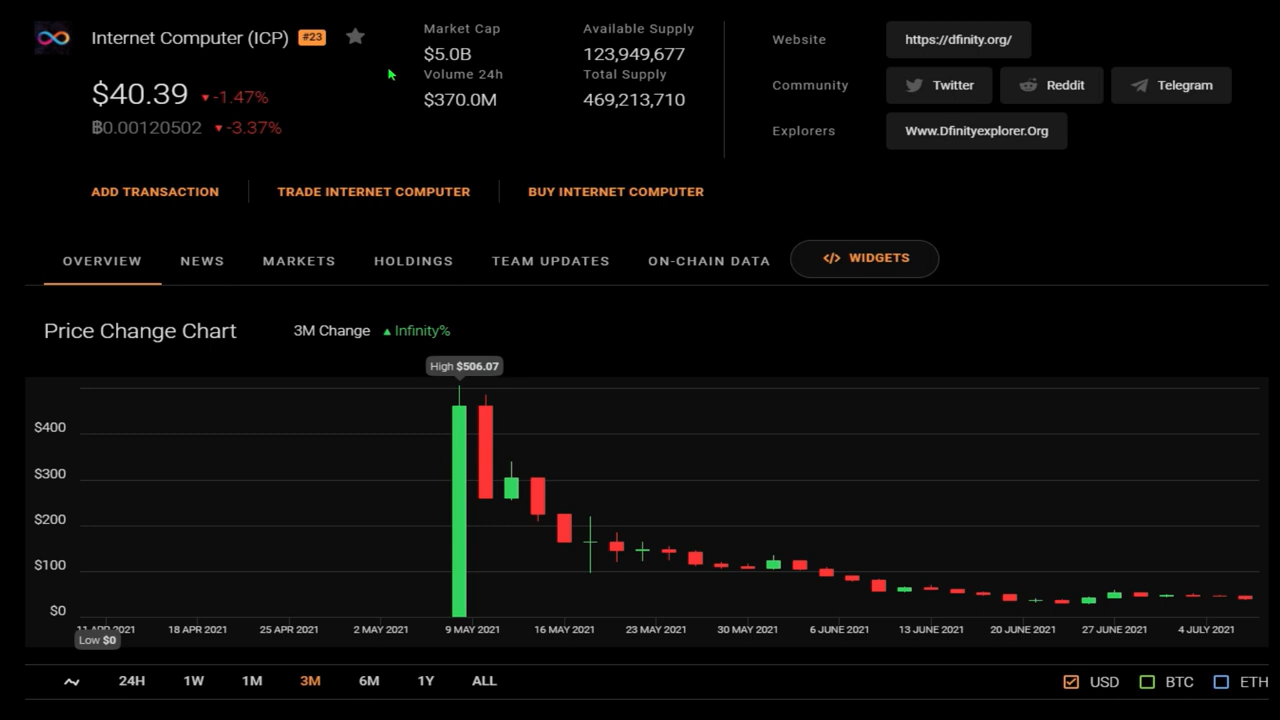 Internet Computer (ICP) #23
$40.39 ▼-1.47%
฿0.00120502 ▼-3.37%
Market Cap
$5.0B
Volume 24h
$370.0M
Available Supply
123,949,677
Total Supply
469,213,710
Website https://dfinity.org/
Community Twitter Reddit Telegram
Explorers Www.Dfinityexplorer.Org
ADD TRANSACTION TRADE INTERNET COMPUTER BUY INTERNET COMPUTER
OVERVIEW NEWS MARKETS HOLDINGS TEAM UPDATES ON-CHAIN DATA </> WIDGETS
Price Change Chart 3M Change ▲ Infinity%
High $506.07
$400
$300
$200
$100
$0
11 APR 2021 18 APR 2021 25 APR 2021 2 MAY 2021 9 MAY 2021 16 MAY 2021 23 MAY 2021 30 MAY 2021 6 JUNE 2021 13 JUNE 2021 20 JUNE 2021 27 JUNE 2021 4 JULY 2021
Low $0
24H 1W 1M 3M 6M 1Y ALL USD BTC ETH